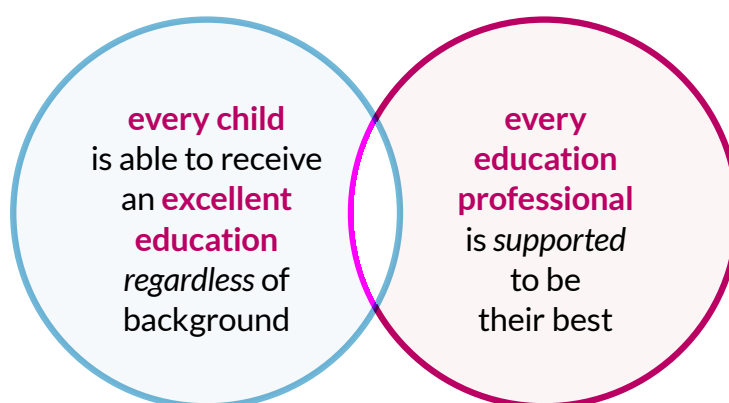 every child
is able to receive
an excellent
education
regardless of
background
every
education
professional
is supported
to be
their best